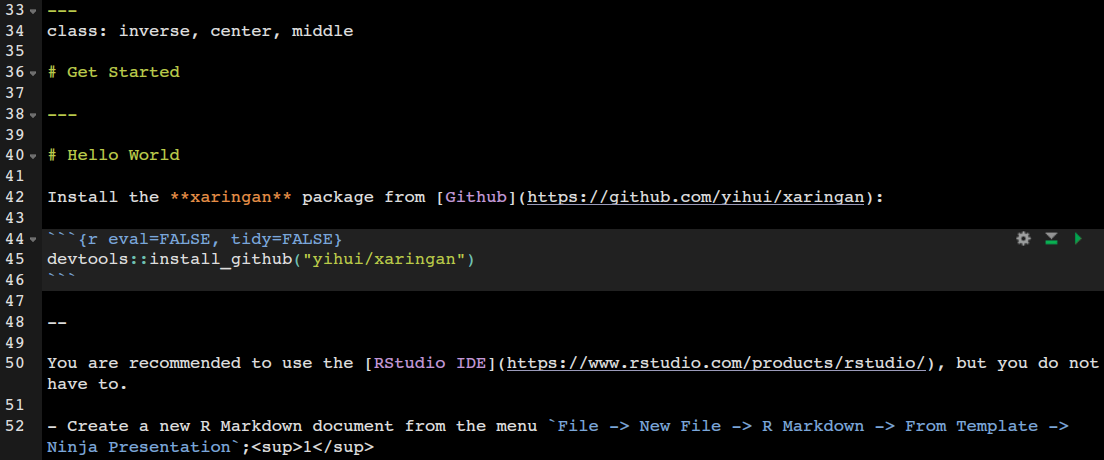 33 ---
34 class: inverse, center, middle
35
36 # Get Started
37
38 ---
39
40 # Hello World
41
42 Install the **xaringan** package from [Github](https://github.com/yihui/xaringan):
43
44 ```{r eval=FALSE, tidy=FALSE}
45 devtools::install_github("yihui/xaringan")
46 ```
47
48 --
49
50 You are recommended to use the [RStudio IDE](https://www.rstudio.com/products/rstudio/), but you do not
have to.
51
52 - Create a new R Markdown document from the menu `File -> New File -> R Markdown -> From Template ->
Ninja Presentation`;<sup>1</sup>